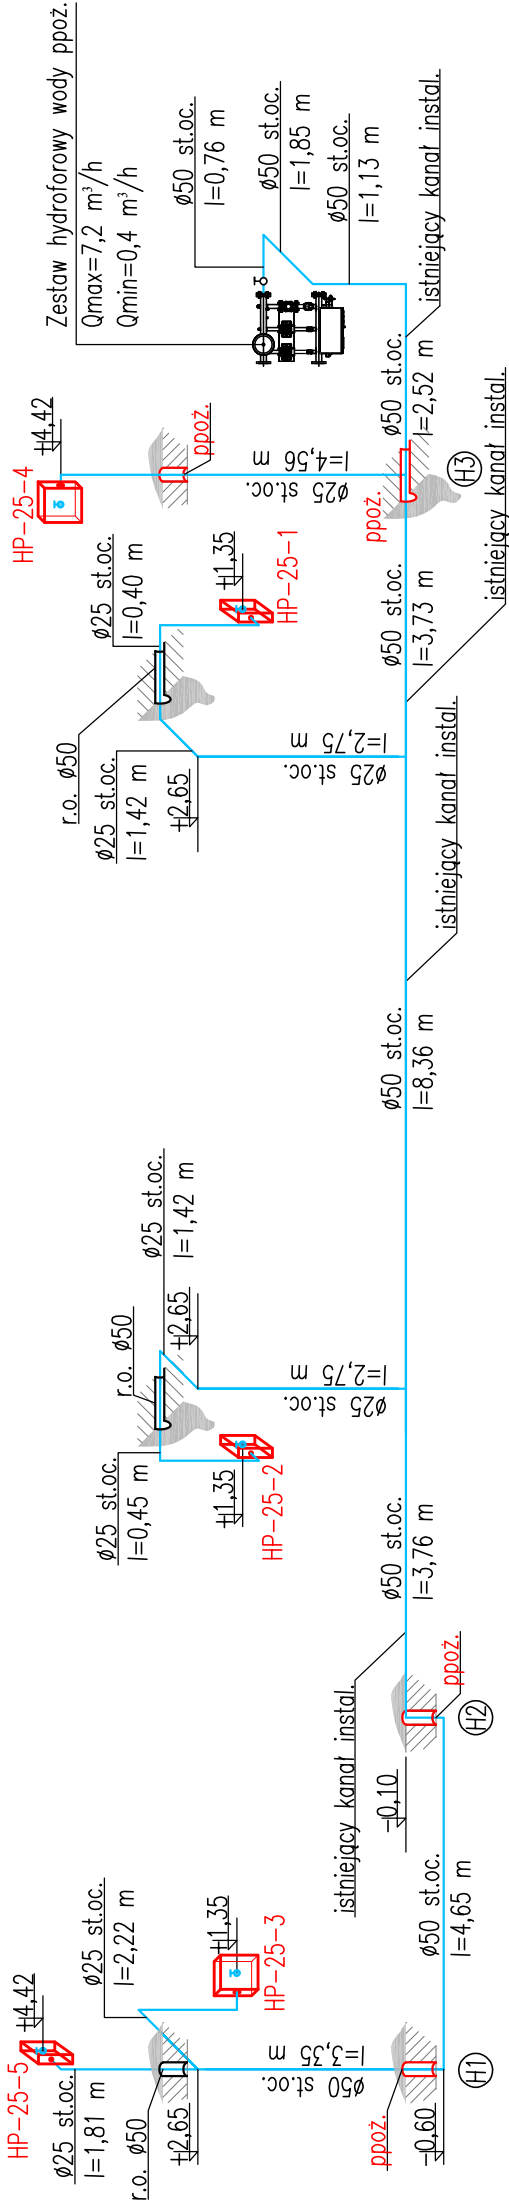 Zestaw hydroforowy wody ppoż.
Qmax=7,2 m³/h
Qmin=0,4 m³/h
ø50 st.oc.
l=0,76 m
ø50 st.oc.
l=1,85 m
ø50 st.oc.
l=1,13 m
istniejący kanał instal.
HP-25-4
+4,42
ppoż.
ø25 st.oc.
l=4,56 m
ø50 st.oc.
l=2,52 m
ppoż.
H3
istniejący kanał instal.
r.o. ø50
ø25 st.oc.
l=0,40 m
+1,35
HP-25-1
ø25 st.oc.
l=1,42 m
+2,65
ø25 st.oc.
l=2,75 m
ø50 st.oc.
l=3,73 m
istniejący kanał instal.
ø50 st.oc.
l=8,36 m
ø25 st.oc.
l=1,42 m
r.o. ø50
+2,65
ø25 st.oc.
l=2,75 m
ø25 st.oc.
l=0,45 m
+1,35
HP-25-2
ø50 st.oc.
l=3,76 m
istniejący kanał instal.
ppoż.
H2
-0,10
ø50 st.oc.
l=4,65 m
HP-25-5
+4,42
ø25 st.oc.
l=2,22 m
+1,35
HP-25-3
ø25 st.oc.
l=1,81 m
r.o. ø50
+2,65
ø50 st.oc.
l=3,35 m
ppoż.
-0,60
H1